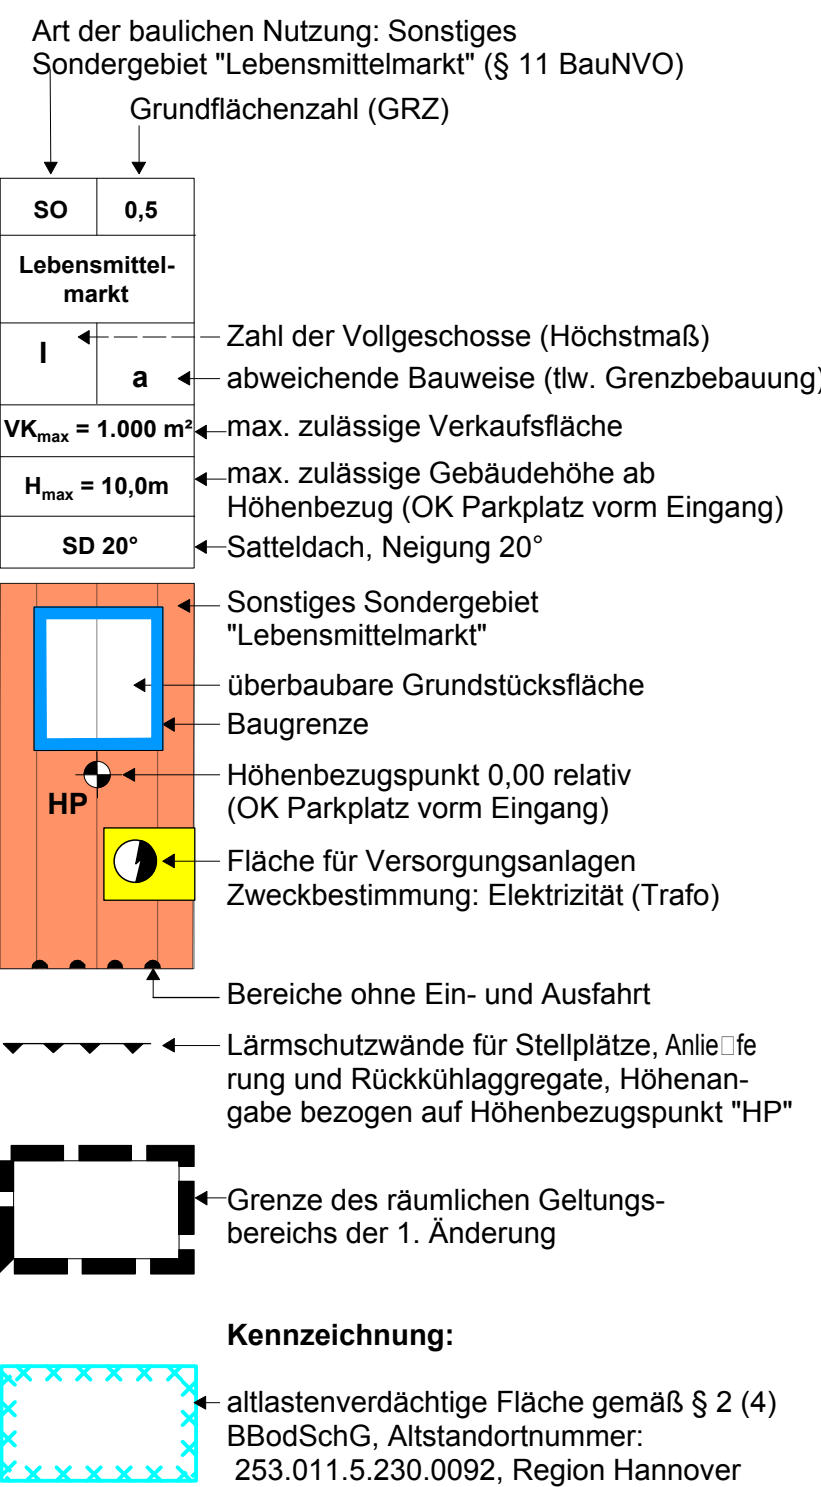 Art der baulichen Nutzung: Sonstiges
Sondergebiet "Lebensmittelmarkt" (§ 11 BauNVO)
Grundflächenzahl (GRZ)
SO 0,5
Lebensmittel-
markt
I
Zahl der Vollgeschosse (Höchstmaß)
a
abweichende Bauweise (tlw. Grenzbebauung)
VKmax = 1.000 m²
max. zulässige Verkaufsfläche
Hmax = 10,0m
max. zulässige Gebäudehöhe ab
Höhenbezug (OK Parkplatz vorm Eingang)
SD 20°
Satteldach, Neigung 20°
Sonstiges Sondergebiet
"Lebensmittelmarkt"
überbaubare Grundstücksfläche
Baugrenze
Höhenbezugspunkt 0,00 relativ
(OK Parkplatz vorm Eingang)
HP
Fläche für Versorgungsanlagen
Zweckbestimmung: Elektrizität (Trafo)
Bereiche ohne Ein- und Ausfahrt
Lärmschutzwände für Stellplätze, Anlie□fe
rung und Rückkühlaggregate, Höhenan-
gabe bezogen auf Höhenbezugspunkt "HP"
Grenze des räumlichen Geltungs-
bereichs der 1. Änderung
Kennzeichnung:
altlastenverdächtige Fläche gemäß § 2 (4)
BBodSchG, Altstandortnummer:
253.011.5.230.0092, Region Hannover